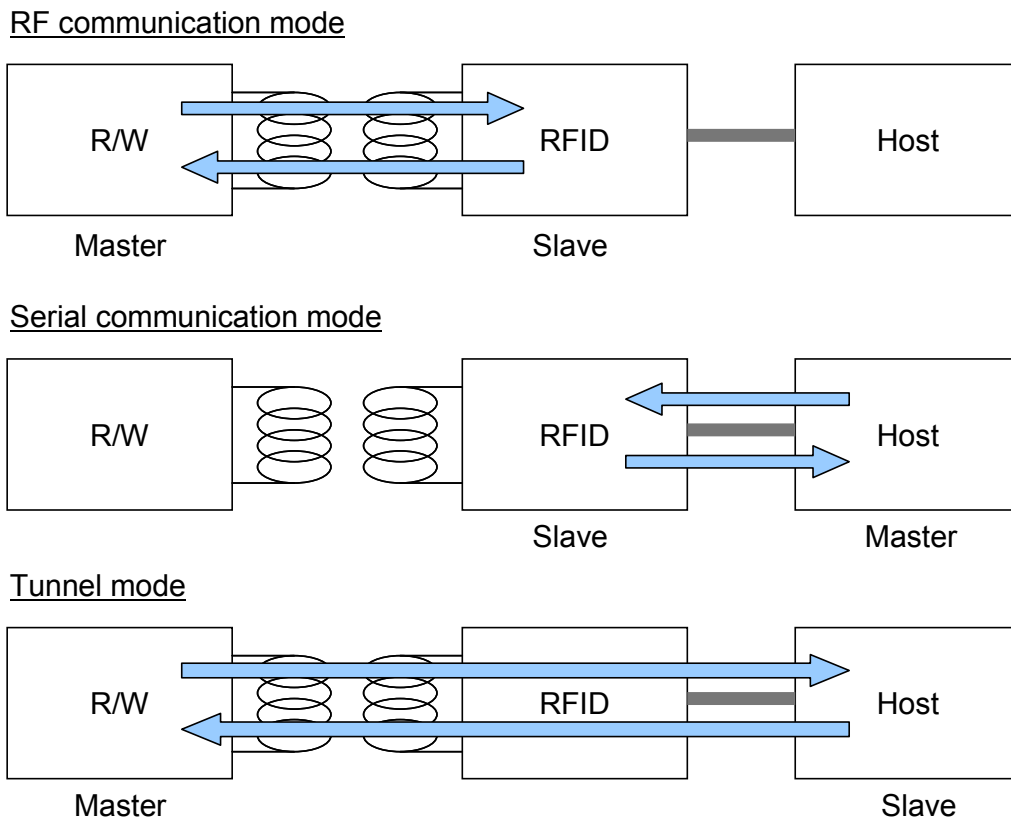 RF communication mode
R/W RFID Host
Master Slave
Serial communication mode
R/W RFID Host
Slave Master
Tunnel mode
R/W RFID Host
Master Slave